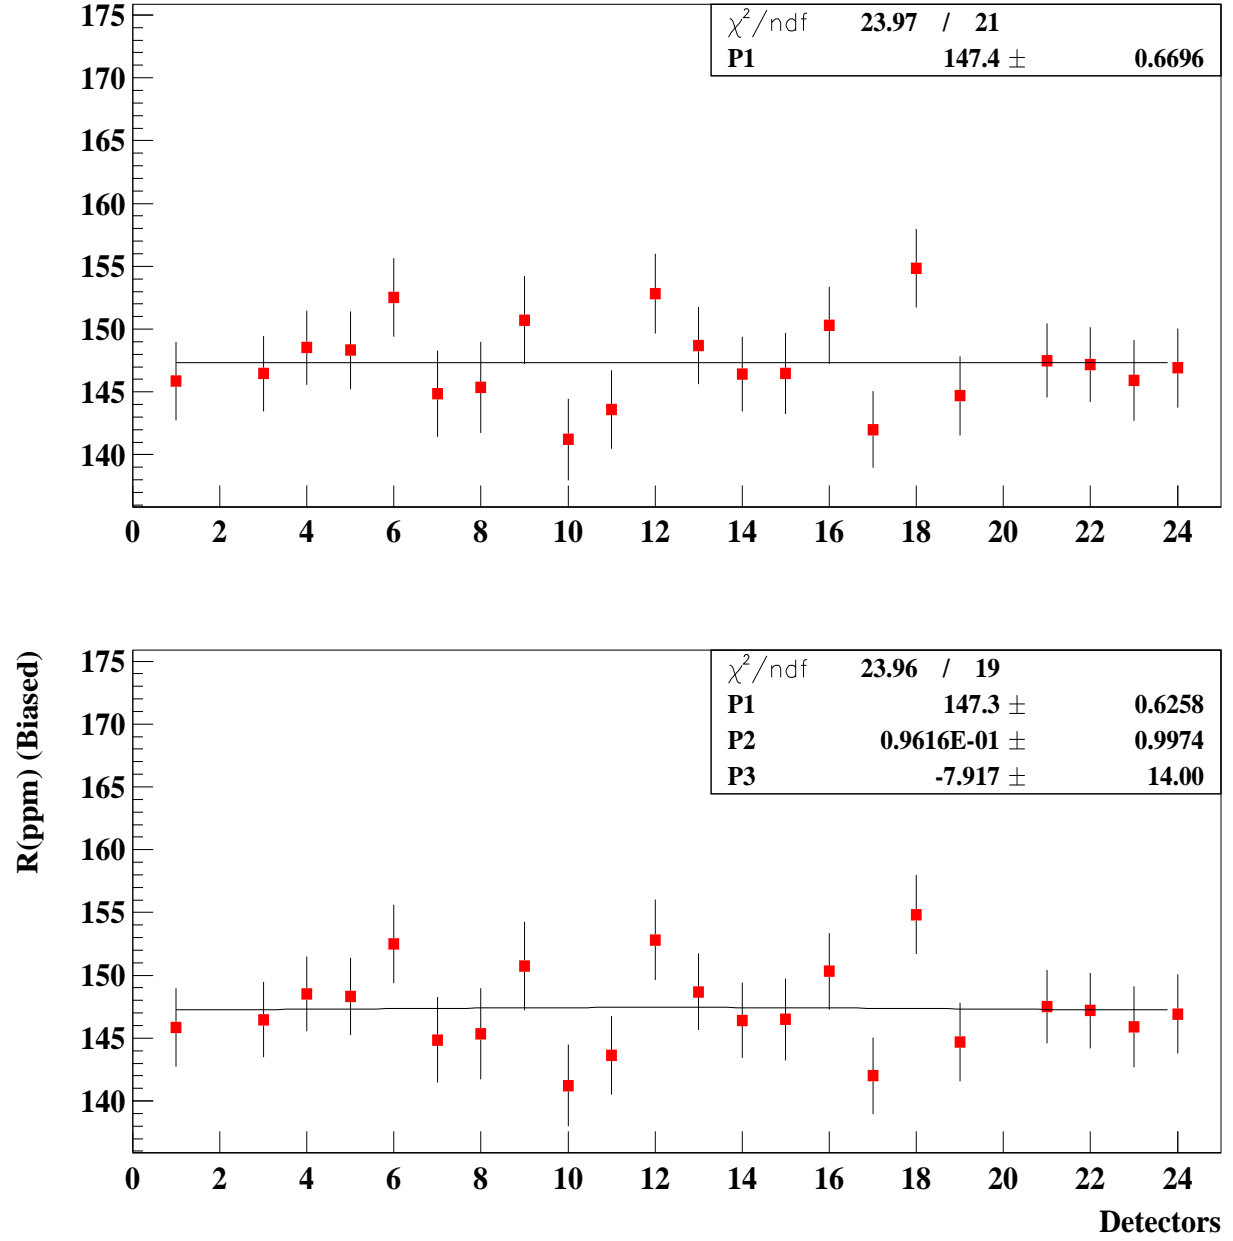 χ²/ndf 23.97 / 21
P1 147.4 ± 0.6696
175
170
165
160
155
150
145
140
0 2 4 6 8 10 12 14 16 18 20 22 24
R(ppm) (Biased)
χ²/ndf 23.96 / 19
P1 147.3 ± 0.6258
P2 0.9616E-01 ± 0.9974
P3 -7.917 ± 14.00
175
170
165
160
155
150
145
140
0 2 4 6 8 10 12 14 16 18 20 22 24
Detectors